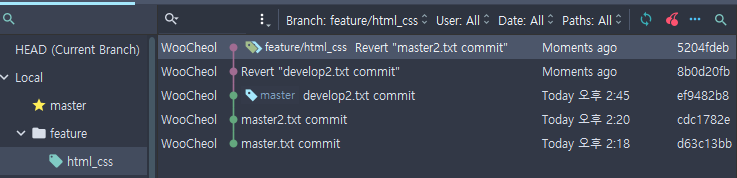 Branch: feature/html_css User: All Date: All Paths: All
HEAD (Current Branch)
Local
master
feature
html_css
WooCheol feature/html_css Revert "master2.txt commit" Moments ago 5204fdeb
WooCheol Revert "develop2.txt commit" Moments ago 8b0d20fb
WooCheol master develop2.txt commit Today 오후 2:45 ef9482b8
WooCheol master2.txt commit Today 오후 2:20 cdc1782e
WooCheol master.txt commit Today 오후 2:18 d63c13bb